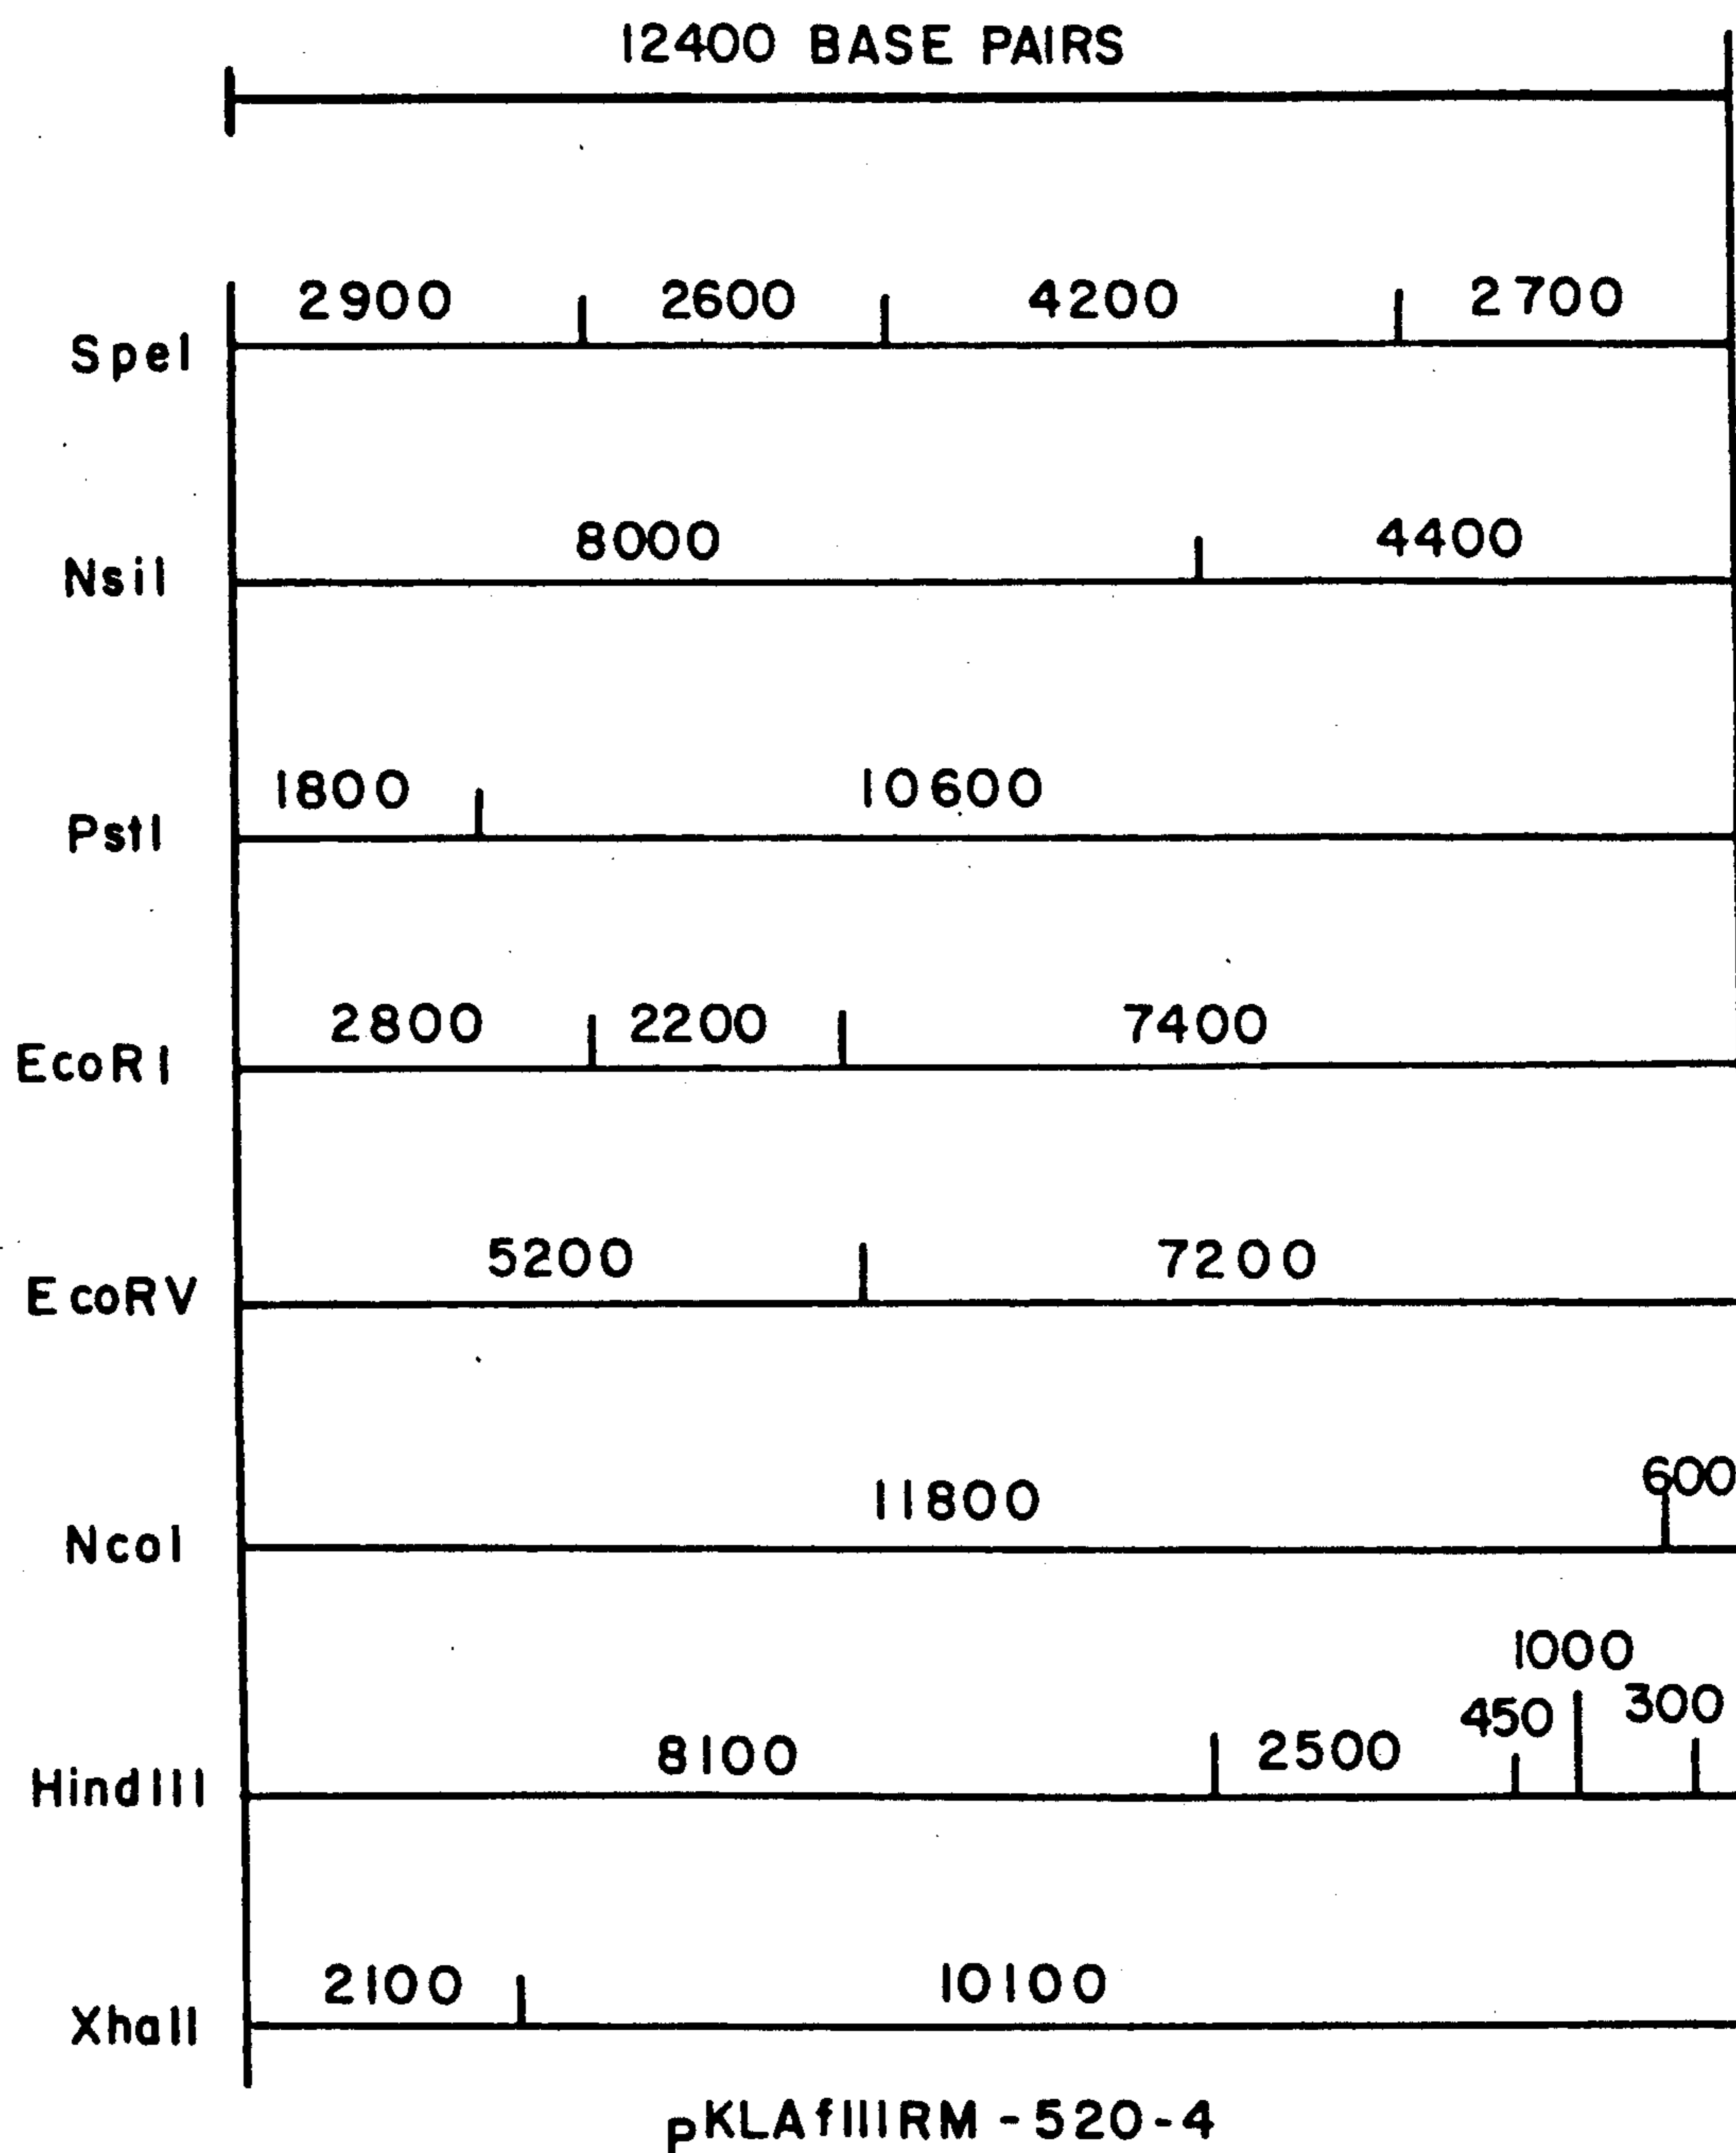 12400 BASE PAIRS
2900 2600 4200 2700
SpeI
8000 4400
NsiI
1800 10600
PstI
2800 2200 7400
EcoRI
5200 7200
EcoRV
11800 600
NcoI
1000
450 300
8100 2500
HindIII
2100 10100
XhaII
pKLAfIIIRM-520-4